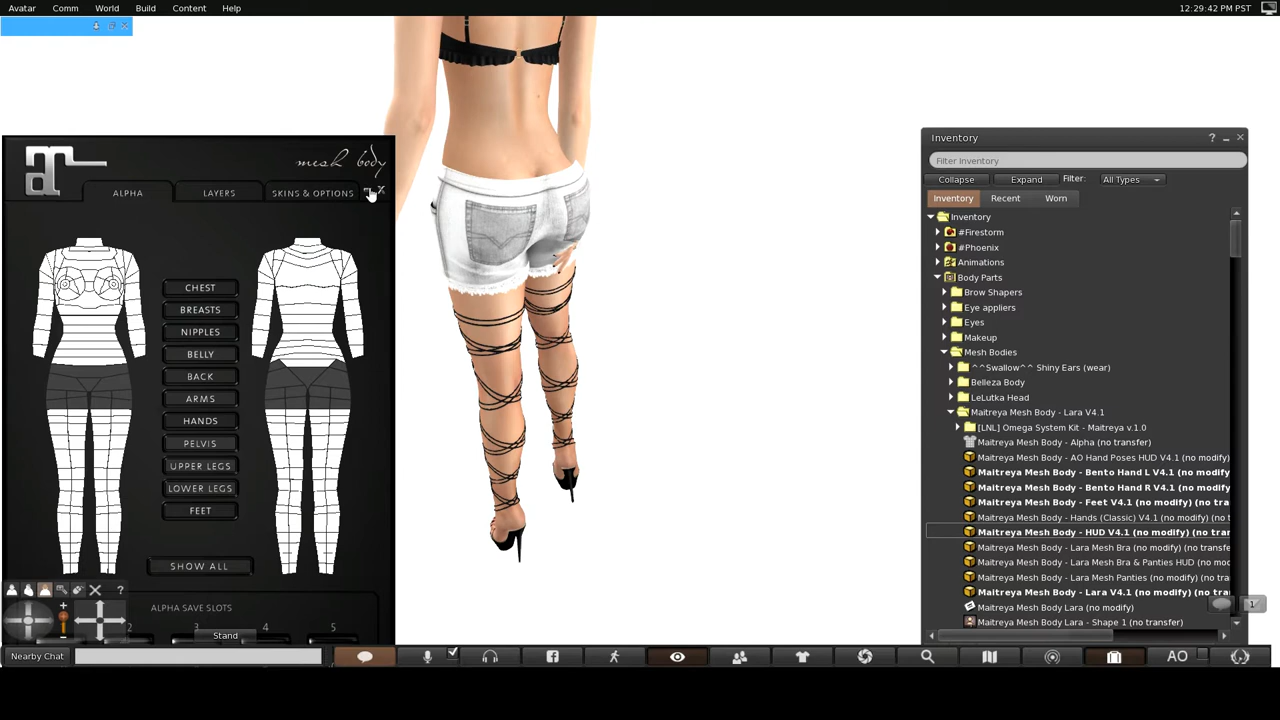 Avatar Comm World Build Content Help
12:29:42 PM PST
mesh body
ALPHA LAYERS SKINS & OPTIONS
CHEST
BREASTS
NIPPLES
BELLY
BACK
ARMS
HANDS
PELVIS
UPPER LEGS
LOWER LEGS
FEET
SHOW ALL
?
ALPHA SAVE SLOTS
2 3 4 5
Stand
Inventory
?
Filter Inventory
Collapse Expand Filter: All Types
Inventory Recent Worn
Inventory
#Firestorm
#Phoenix
Animations
Body Parts
Brow Shapers
Eye appliers
Eyes
Makeup
Mesh Bodies
^^Swallow^^ Shiny Ears (wear)
Belleza Body
LeLutka Head
Maitreya Mesh Body - Lara V4.1
[LNL] Omega System Kit - Maitreya v.1.0
Maitreya Mesh Body - Alpha (no transfer)
Maitreya Mesh Body - AO Hand Poses HUD V4.1 (no modify)
Maitreya Mesh Body - Bento Hand L V4.1 (no modify)
Maitreya Mesh Body - Bento Hand R V4.1 (no modify)
Maitreya Mesh Body - Feet V4.1 (no modify) (no tra
Maitreya Mesh Body - Hands (Classic) V4.1 (no modify) (no t
Maitreya Mesh Body - HUD V4.1 (no modify) (no tra
Maitreya Mesh Body - Lara Mesh Bra (no modify) (no transfe
Maitreya Mesh Body - Lara Mesh Bra & Panties HUD (no mo
Maitreya Mesh Body - Lara Mesh Panties (no modify) (no tra
Maitreya Mesh Body - Lara V4.1 (no modify) (no tra
Maitreya Mesh Body Lara (no modify)
Maitreya Mesh Body Lara - Shape 1 (no transfer)
1
Nearby Chat
AO